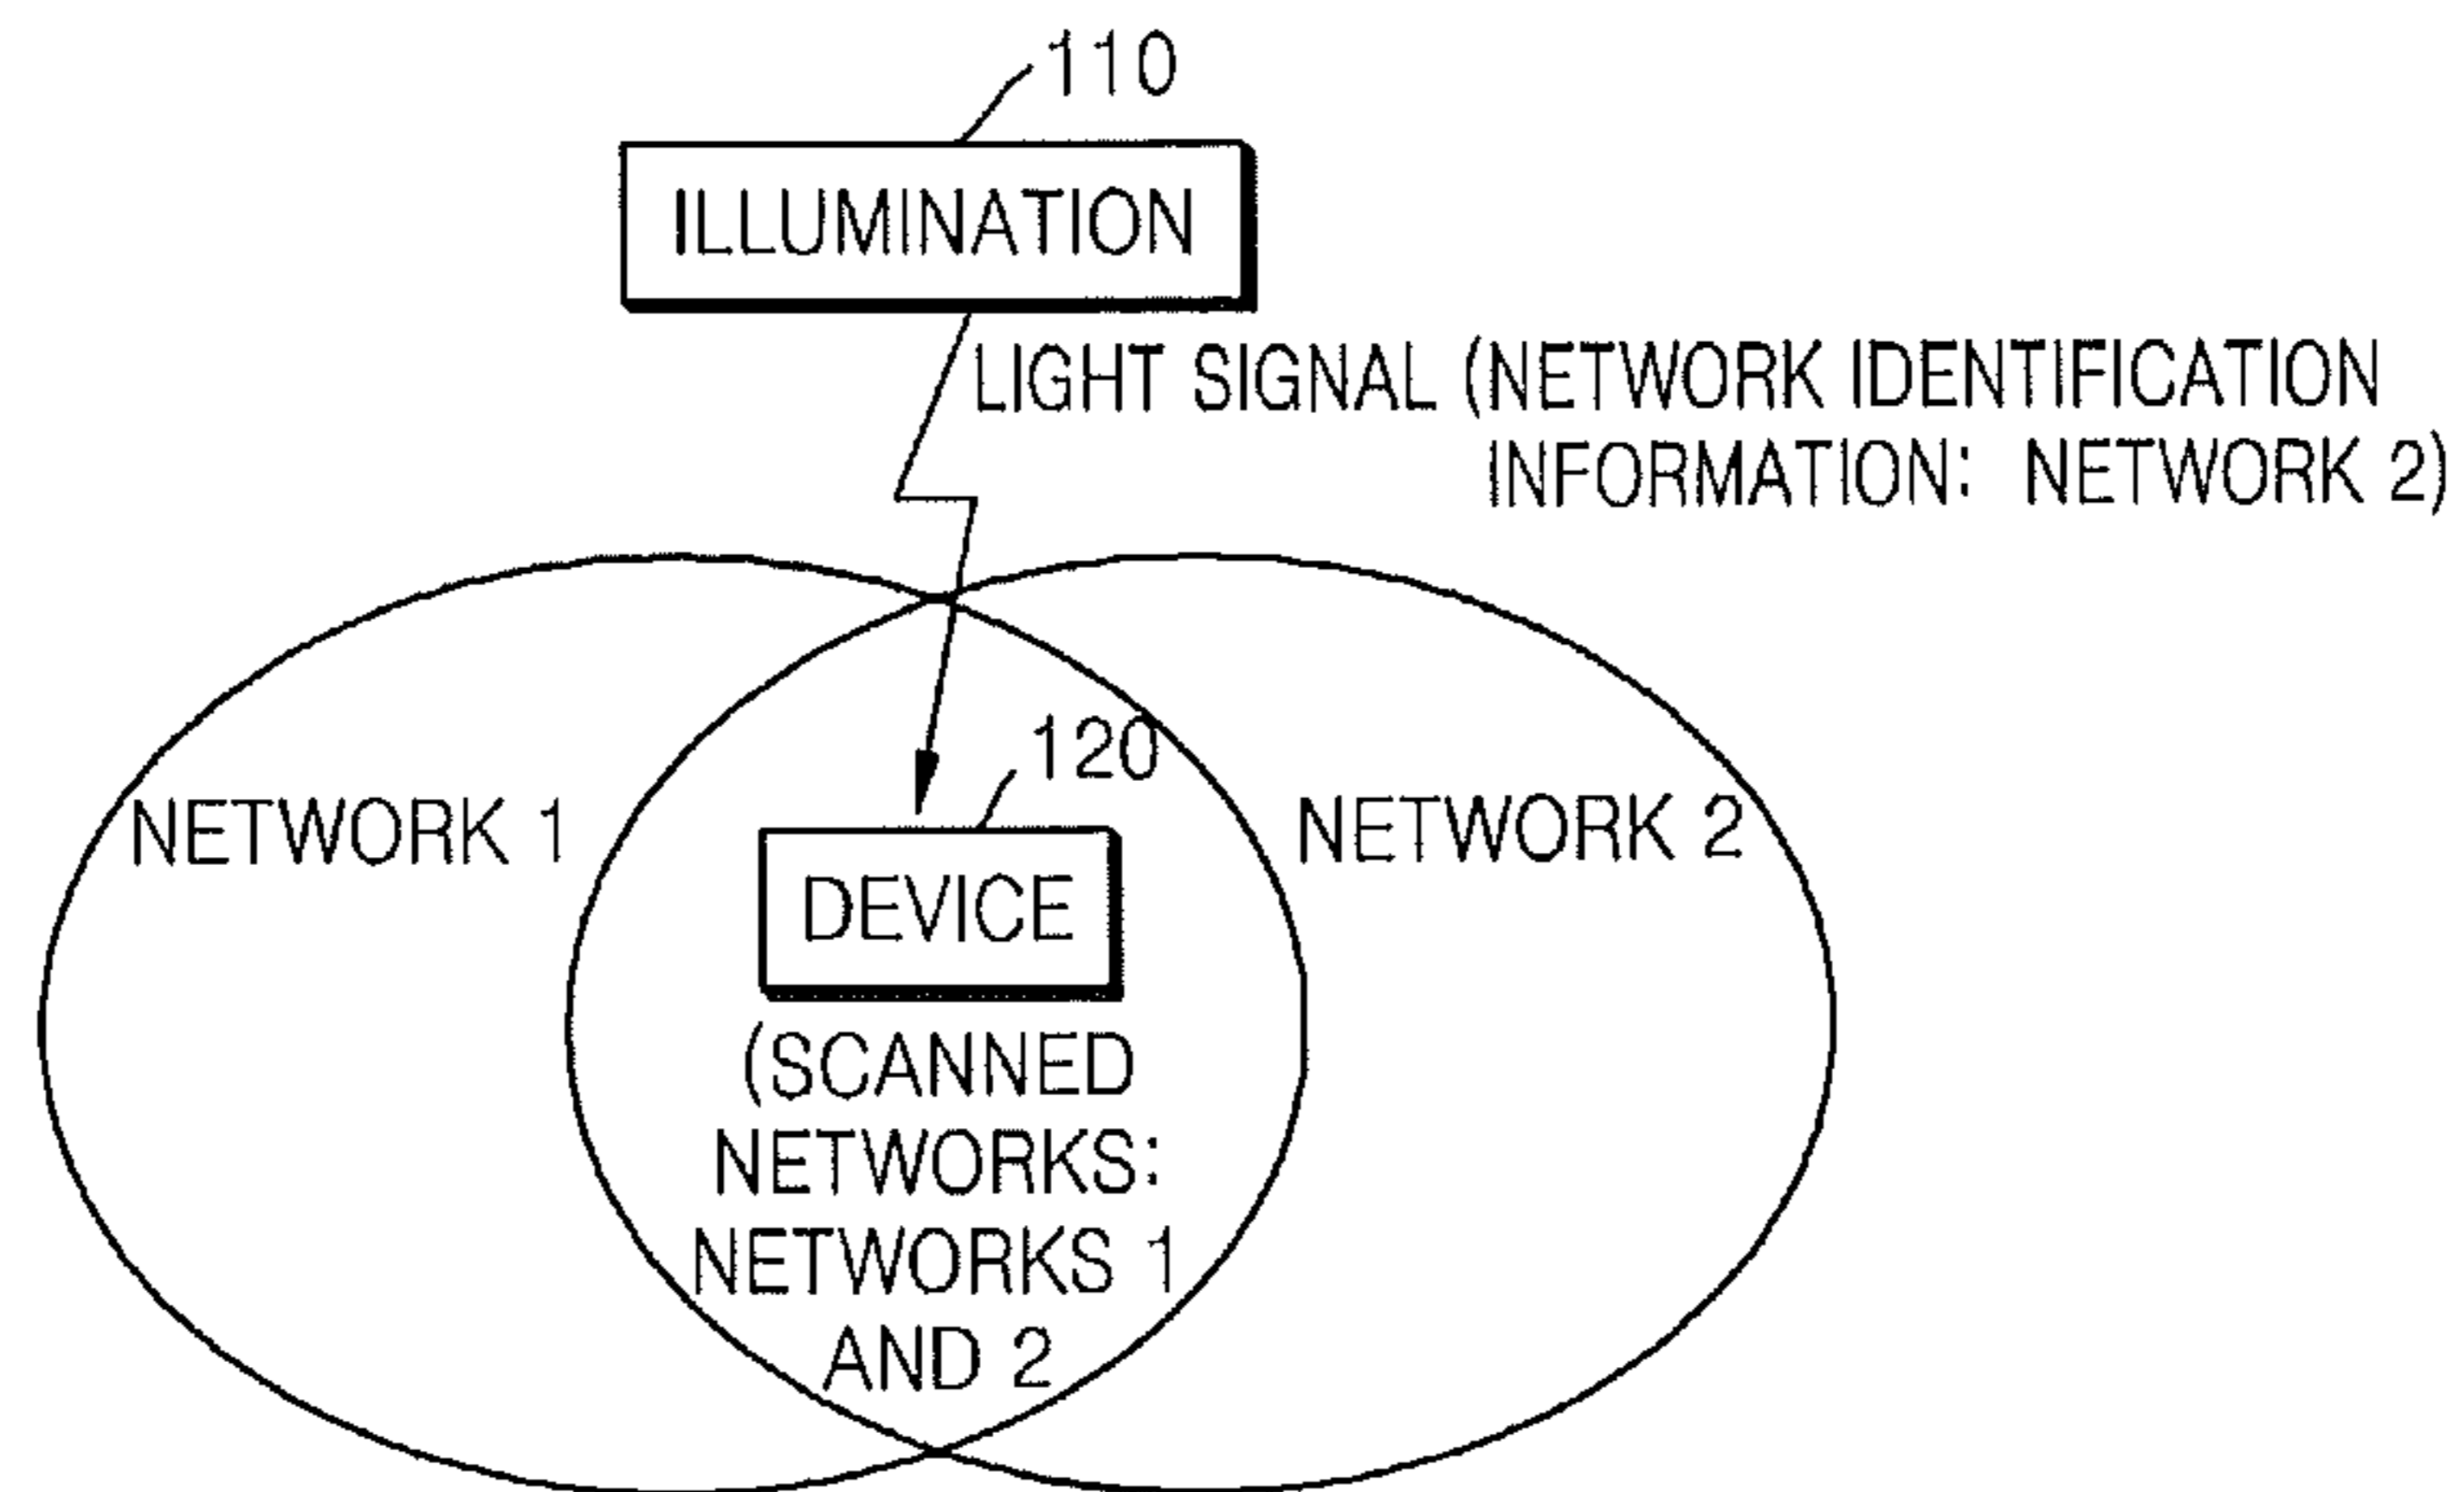 110
ILLUMINATION
LIGHT SIGNAL (NETWORK IDENTIFICATION
INFORMATION: NETWORK 2)
120
NETWORK 1
NETWORK 2
DEVICE
(SCANNED
NETWORKS:
NETWORKS 1
AND 2